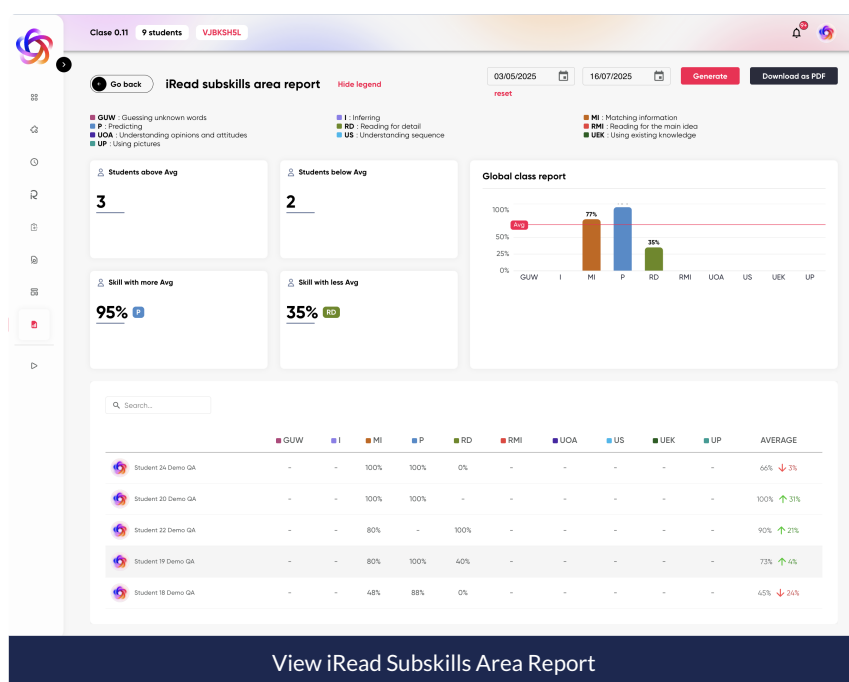 Clase 0.11 9 students VJBKSH5L 9+
Go back iRead subskills area report Hide legend 03/05/2025 16/07/2025 Generate Download as PDF
reset
GUW : Guessing unknown words I : Inferring MI : Matching information
P : Predicting RD : Reading for detail RMI : Reading for the main idea
UOA : Understanding opinions and attitudes US : Understanding sequence UEK : Using existing knowledge
UP : Using pictures
Students above Avg
3
Students below Avg
2
Skill with more Avg
95% P
Skill with less Avg
35% RD
Global class report
100%
77%
Avg
50%
35%
25%
0%
GUW I MI P RD RMI UOA US UEK UP
Search...
GUW I MI P RD RMI UOA US UEK UP AVERAGE
Student 24 Demo QA - - 100% 100% 0% - - - - - 66% ↓ 3%
Student 20 Demo QA - - 100% 100% - - - - - - 100% ↑ 31%
Student 22 Demo QA - - 80% - 100% - - - - - 90% ↑ 21%
Student 19 Demo QA - - 80% 100% 40% - - - - - 73% ↑ 4%
Student 18 Demo QA - - 48% 88% 0% - - - - - 45% ↓ 24%
View iRead Subskills Area Report